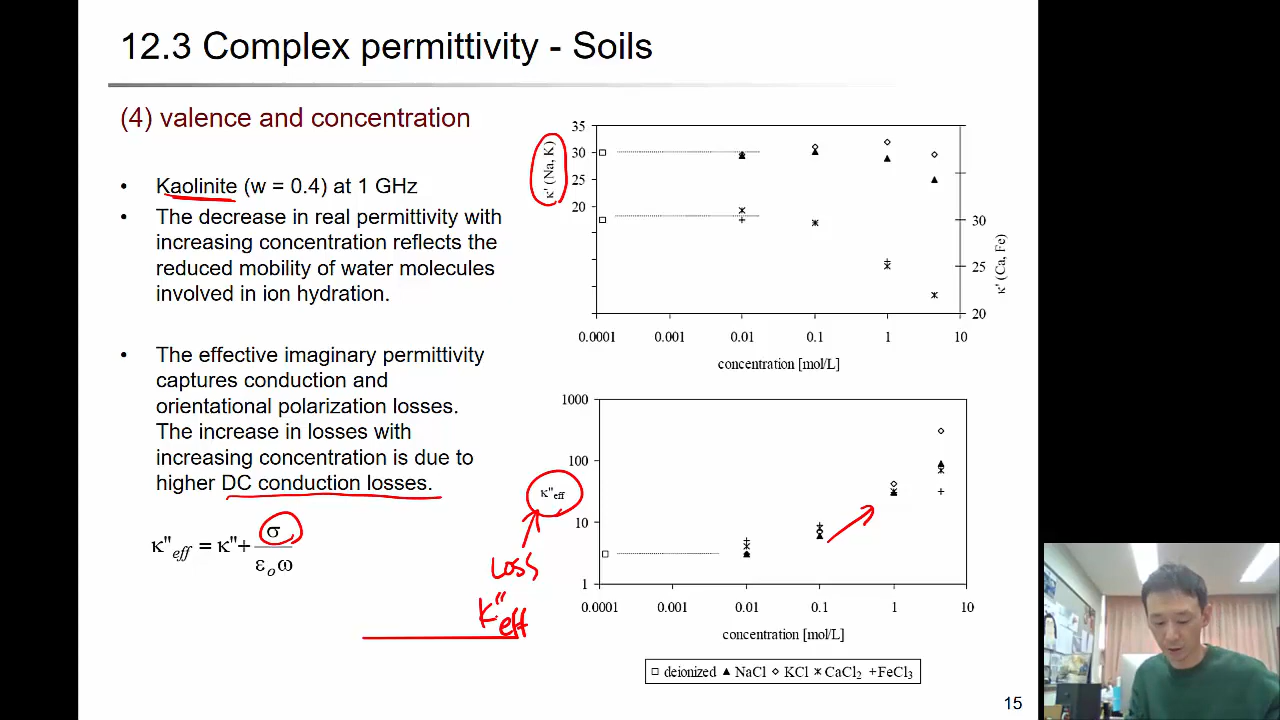 12.3 Complex permittivity - Soils
(4) valence and concentration
• Kaolinite (w = 0.4) at 1 GHz
• The decrease in real permittivity with
increasing concentration reflects the
reduced mobility of water molecules
involved in ion hydration.
• The effective imaginary permittivity
captures conduction and
orientational polarization losses.
The increase in losses with
increasing concentration is due to
higher DC conduction losses.
κ"eff = κ"+ σ / εoω
Loss
K"eff
35
30
25
20
κ' (Na, K)
30
25
20
κ' (Ca, Fe)
0.0001 0.001 0.01 0.1 1 10
concentration [mol/L]
1000
100
10
1
κ"eff
0.0001 0.001 0.01 0.1 1 10
concentration [mol/L]
deionized NaCl KCl CaCl2 FeCl3
15